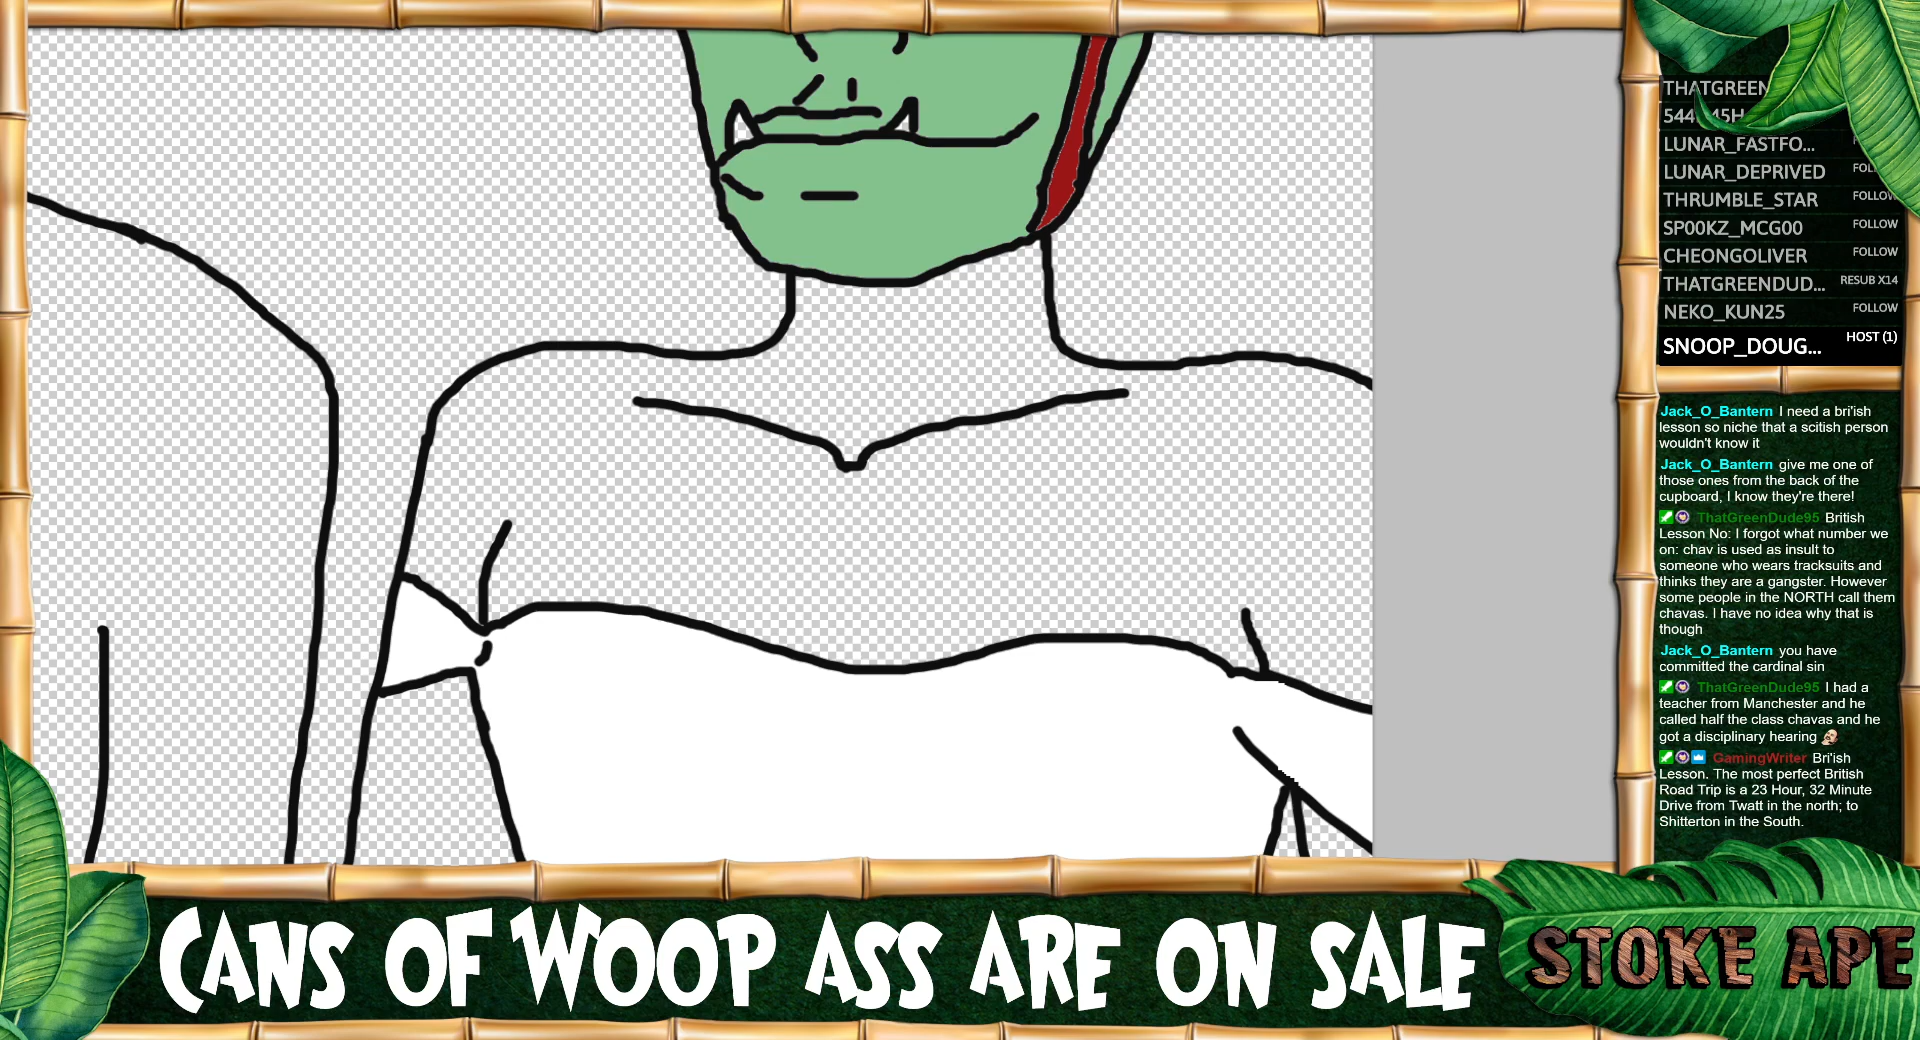 THATGREEN
LUNAR_FASTFO...
LUNAR_DEPRIVED
THRUMBLE_STAR FOLLOW
SP00KZ_MCG00 FOLLOW
CHEONGOLIVER FOLLOW
THATGREENDUD... RESUB X14
NEKO_KUN25 FOLLOW
SNOOP_DOUG... HOST (1)
Jack_O_Bantern I need a bri'ish
lesson so niche that a scitish person
wouldn't know it
Jack_O_Bantern give me one of
those ones from the back of the
cupboard, I know they're there!
ThatGreenDude95 British
Lesson No: I forgot what number we
on: chav is used as insult to
someone who wears tracksuits and
thinks they are a gangster. However
some people in the NORTH call them
chavas. I have no idea why that is
though
Jack_O_Bantern you have
committed the cardinal sin
ThatGreenDude95 I had a
teacher from Manchester and he
called half the class chavas and he
got a disciplinary hearing
GamingWriter Bri'ish
Lesson. The most perfect British
Road Trip is a 23 Hour, 32 Minute
Drive from Twatt in the north; to
Shitterton in the South.
CANS OF WOOP ASS ARE ON SALE
STOKE APE